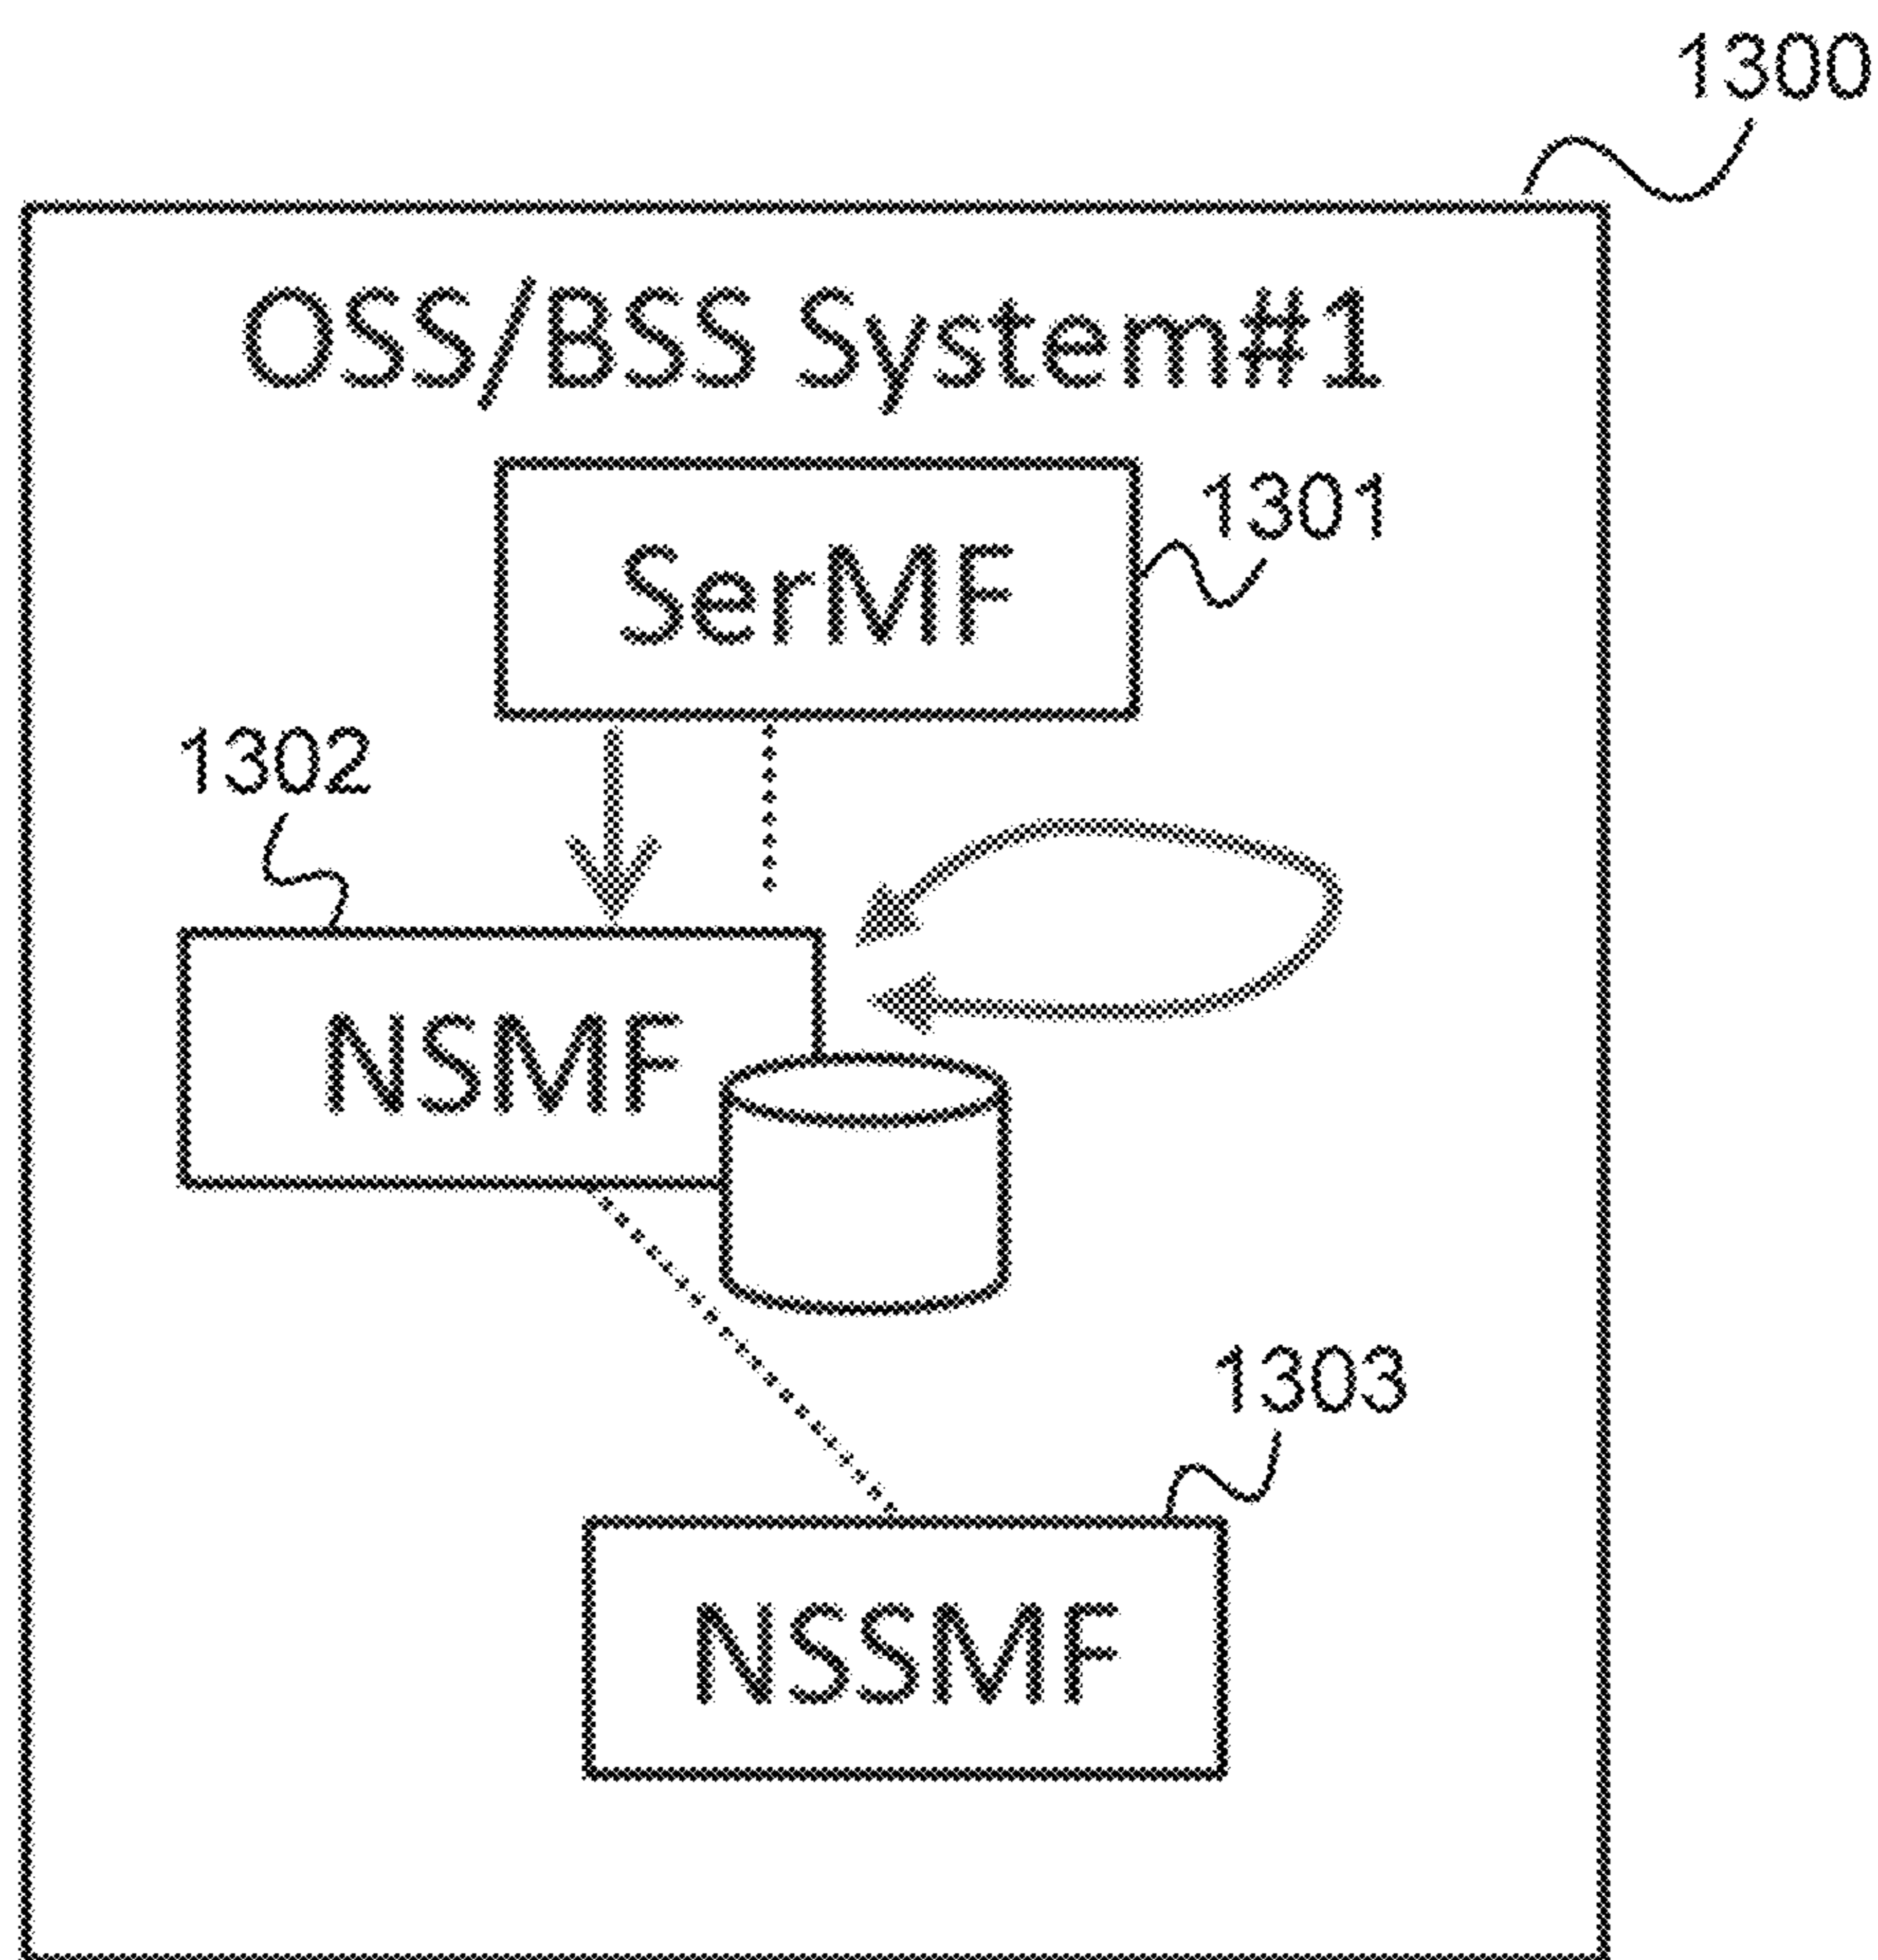 1300
OSS/BSS System#1
SerMF
1301
1302
NSMF
1303
NSSMF